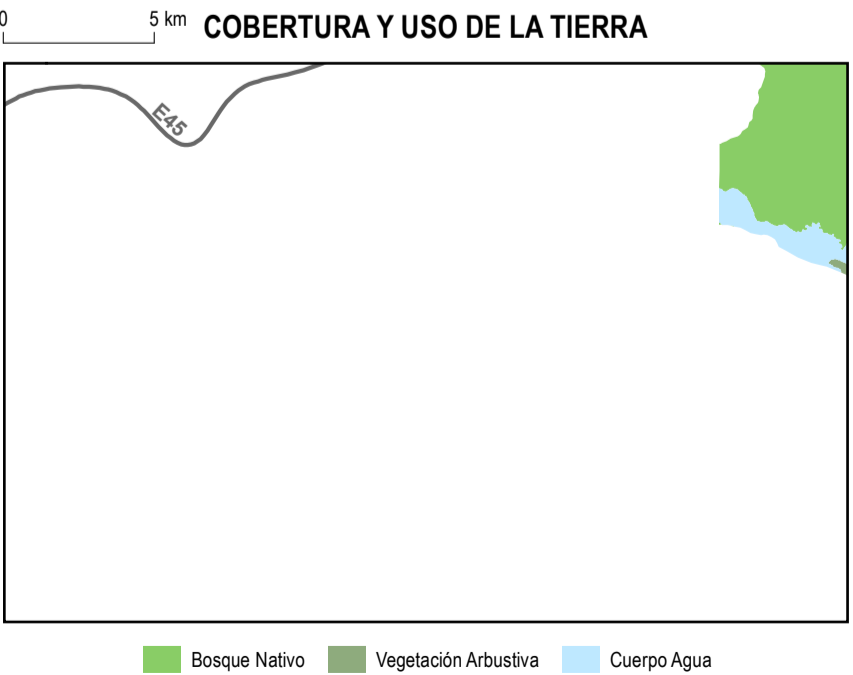 0 5 km
COBERTURA Y USO DE LA TIERRA
E45
Bosque Nativo
Vegetación Arbustiva
Cuerpo Agua